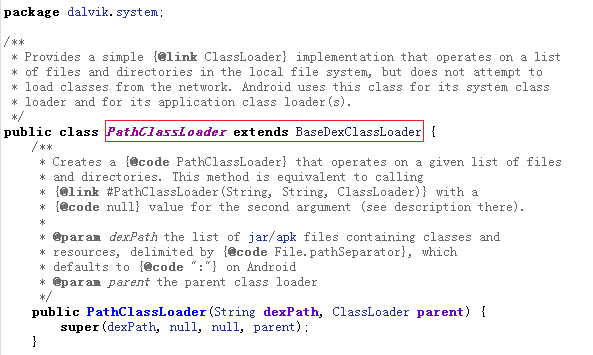 package dalvik.system;
/**
 * Provides a simple {@link ClassLoader} implementation that operates on a list
 * of files and directories in the local file system, but does not attempt to
 * load classes from the network. Android uses this class for its system class
 * loader and for its application class loader(s).
 */
public class PathClassLoader extends BaseDexClassLoader {
    /**
     * Creates a {@code PathClassLoader} that operates on a given list of files
     * and directories. This method is equivalent to calling
     * {@link #PathClassLoader(String, String, ClassLoader)} with a
     * {@code null} value for the second argument (see description there).
     *
     * @param dexPath the list of jar/apk files containing classes and
     * resources, delimited by {@code File.pathSeparator}, which
     * defaults to {@code ":"} on Android
     * @param parent the parent class loader
     */
    public PathClassLoader(String dexPath, ClassLoader parent) {
        super(dexPath, null, null, parent);
    }